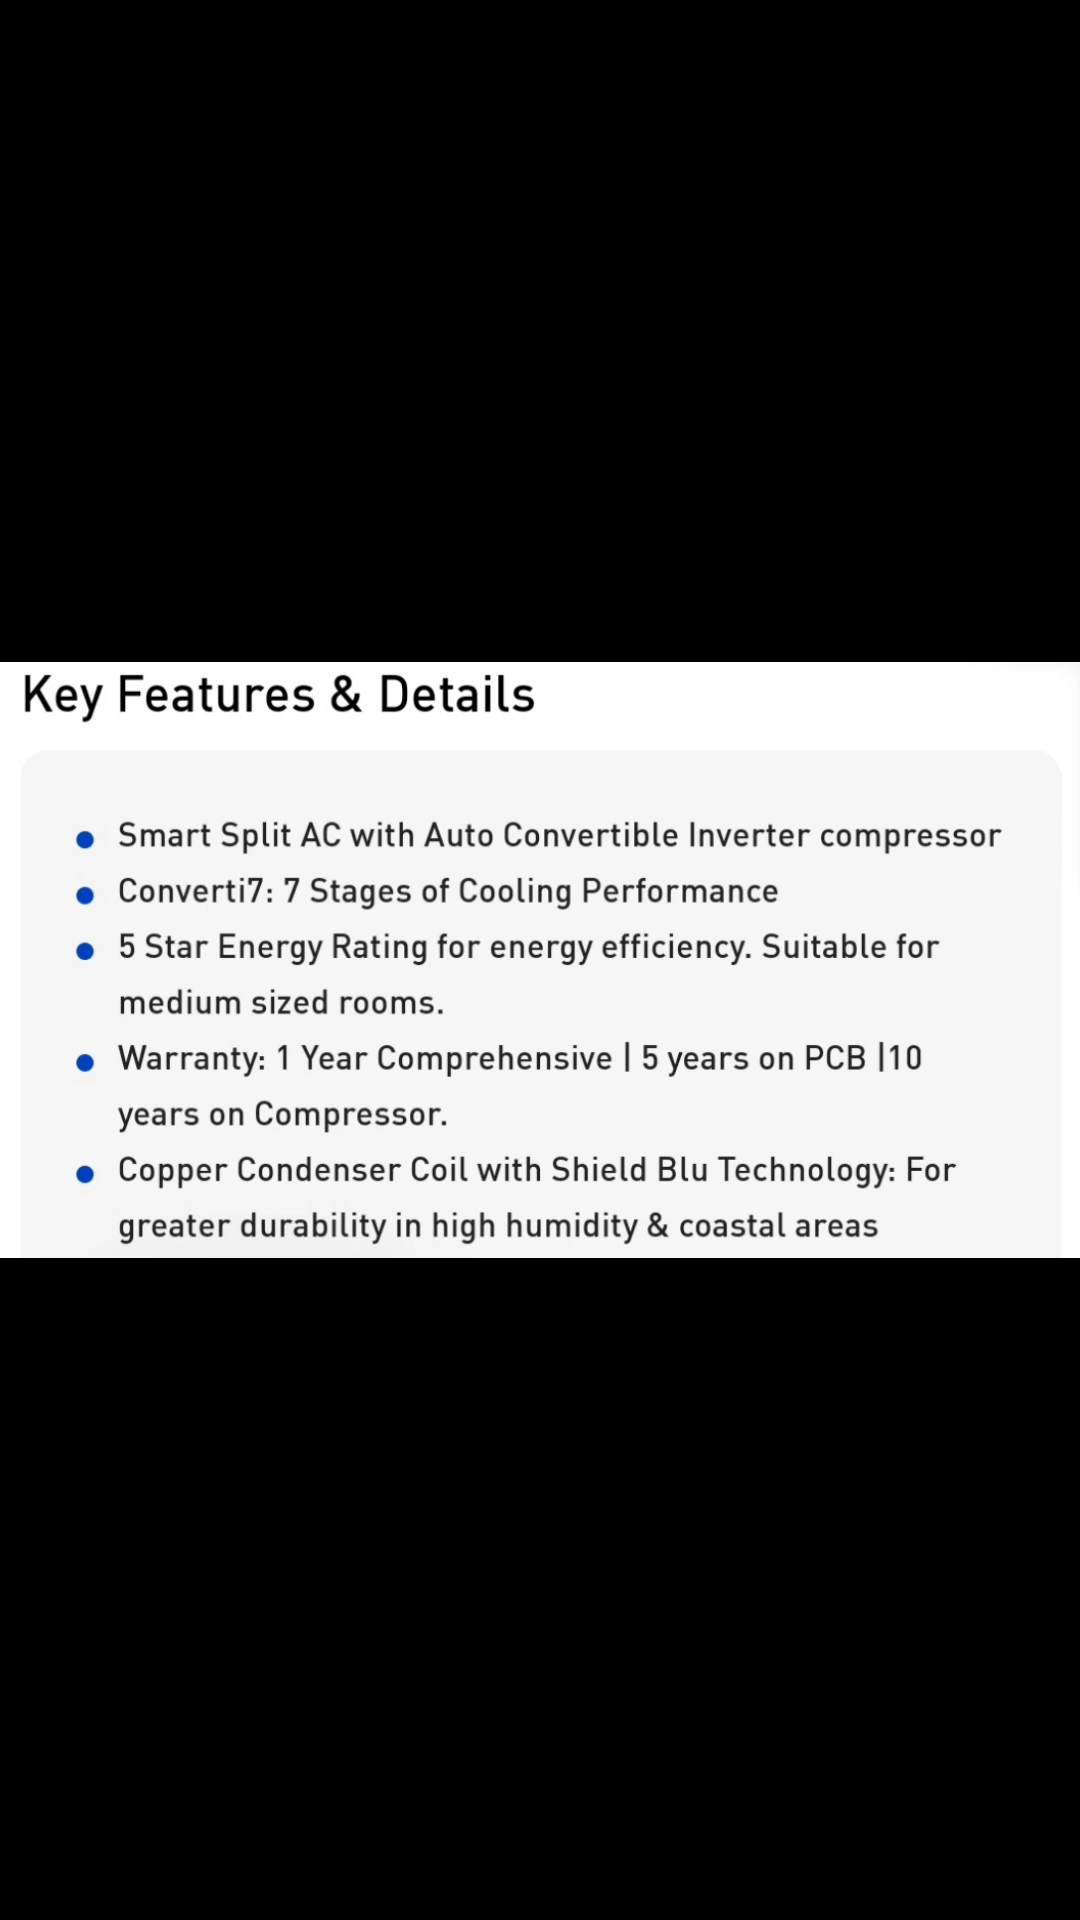 Key Features & Details
Smart Split AC with Auto Convertible Inverter compressor
Converti7: 7 Stages of Cooling Performance
5 Star Energy Rating for energy efficiency. Suitable for
medium sized rooms.
Warranty: 1 Year Comprehensive | 5 years on PCB |10
years on Compressor.
Copper Condenser Coil with Shield Blu Technology: For
greater durability in high humidity & coastal areas